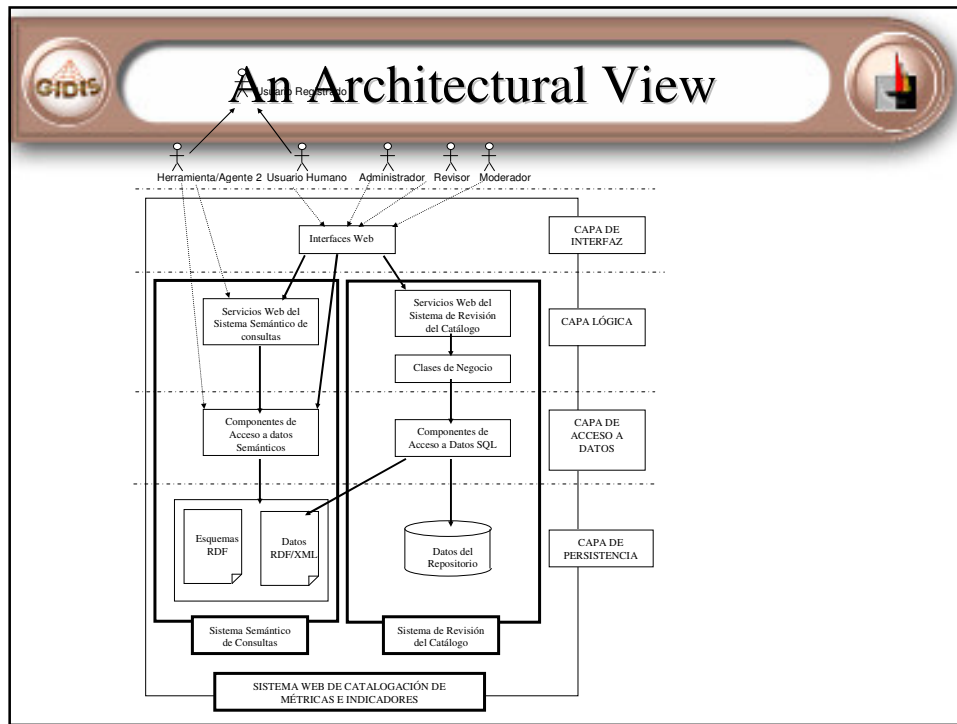 GIDIS
An Architectural View
Usuario Registrado
Herramienta/Agente 2
Usuario Humano
Administrador
Revisor
Moderador
Interfaces Web
CAPA DE
INTERFAZ
Servicios Web del
Sistema Semántico de
consultas
Servicios Web del
Sistema de Revisión
del Catálogo
CAPA LÓGICA
Clases de Negocio
Componentes de
Acceso a datos
Semánticos
Componentes de
Acceso a Datos SQL
CAPA DE
ACCESO A
DATOS
Esquemas
RDF
Datos
RDF/XML
Datos del
Repositorio
CAPA DE
PERSISTENCIA
Sistema Semántico
de Consultas
Sistema de Revisión
del Catálogo
SISTEMA WEB DE CATALOGACIÓN DE
MÉTRICAS E INDICADORES